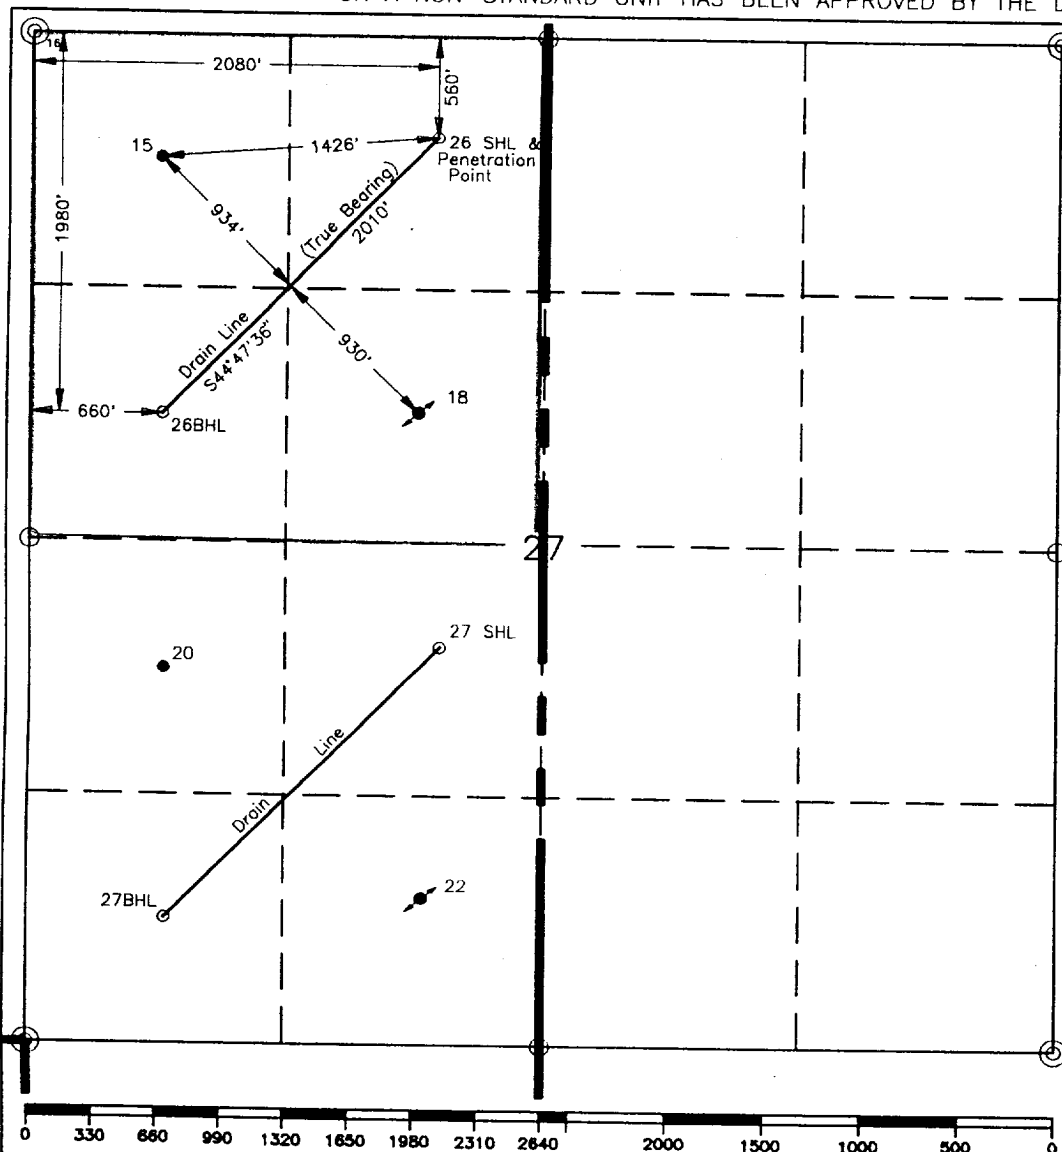 NON-STANDARD UNIT HAS BEEN APPROVED BY THE
16
2080'
560'
15
1426'
26 SHL &
Penetration
Point
1980'
934'
(True Bearing)
2010'
Drain Line
S44°47'36"
930'
660'
26BHL
18
27
27 SHL
20
Drain Line
27BHL
22
0 330 660 990 1320 1650 1980 2310 2640 2000 1500 1000 500 0